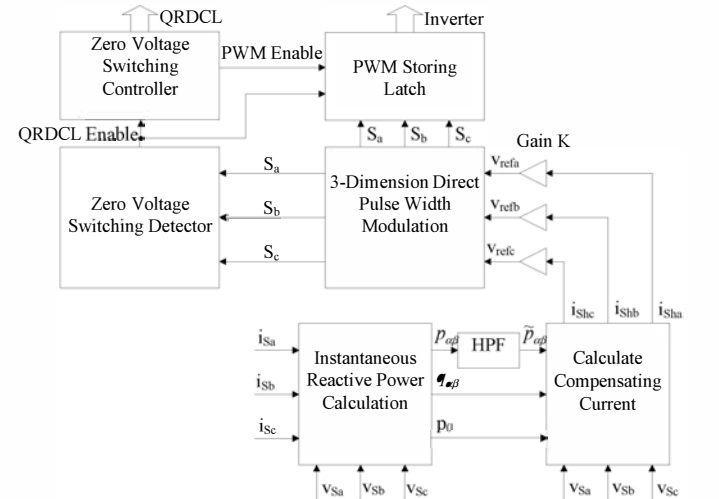 QRDCL
Inverter
Zero Voltage
Switching
Controller
PWM Enable
PWM Storing
Latch
QRDCL Enable
Sa Sb Sc
Gain K
Zero Voltage
Switching Detector
Sa
Sb
Sc
3-Dimension Direct
Pulse Width
Modulation
vrefa
vrefb
vrefc
iShc iShb iSha
iSa
iSb
iSc
Instantaneous
Reactive Power
Calculation
pαβ
HPF
p̃αβ
qαβ
p0
Calculate
Compensating
Current
vSa vSb vSc
vSa vSb vSc